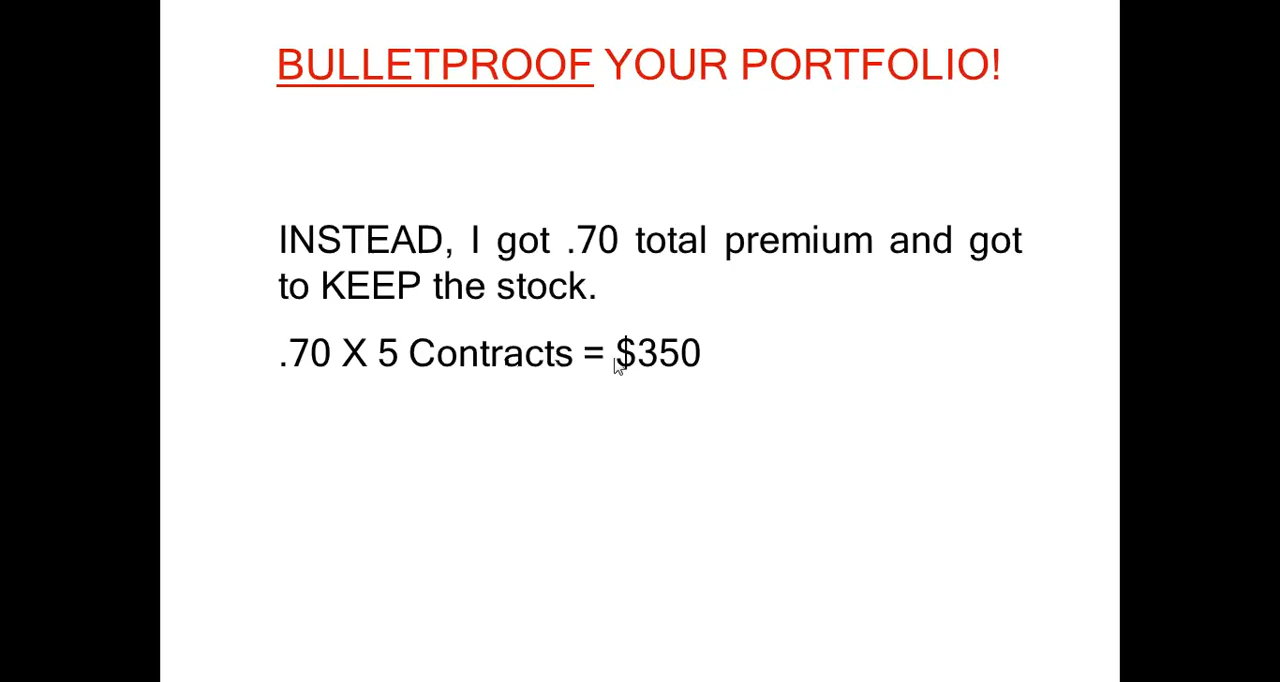 BULLETPROOF YOUR PORTFOLIO!
INSTEAD, I got .70 total premium and got
to KEEP the stock.
.70 X 5 Contracts = $350